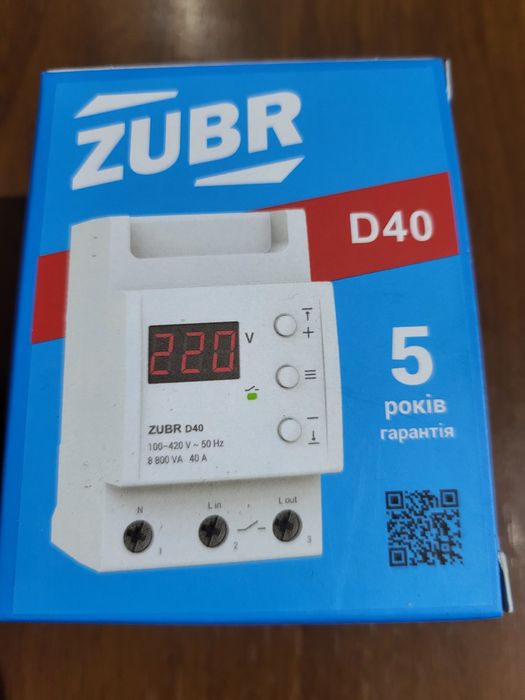 ZUBR
D40
220 V
+
ZUBR D40
100-420 V ~ 50 Hz
8 800 VA 40 A
5
років
гарантія
N L in L out
1 2 3